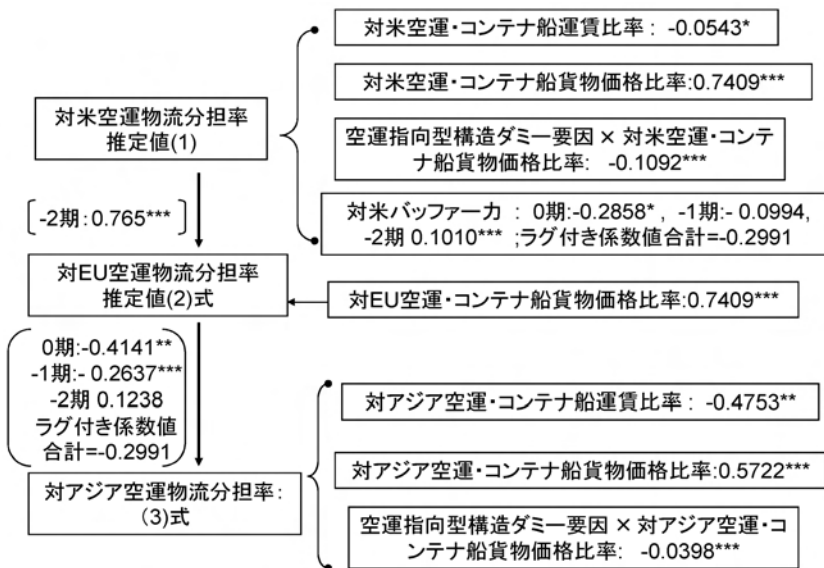 対米空運・コンテナ船運賃比率： -0.0543*
対米空運・コンテナ船貨物価格比率:0.7409***
対米空運物流分担率
推定値(1)
空運指向型構造ダミー要因 × 対米空運・コンテ
ナ船貨物価格比率: -0.1092***
-2期：0.765***
対米バッファーカ ： 0期:-0.2858* , -1期:- 0.0994,
-2期 0.1010*** ;ラグ付き係数値合計=-0.2991
対EU空運物流分担率
推定値(2)式
対EU空運・コンテナ船貨物価格比率:0.7409***
0期:-0.4141**
-1期:- 0.2637***
-2期 0.1238
ラグ付き係数値
合計=-0.2991
対アジア空運・コンテナ船運賃比率： -0.4753**
対アジア空運・コンテナ船貨物価格比率:0.5722***
対アジア空運物流分担率：
(3)式
空運指向型構造ダミー要因 × 対アジア空運・コ
ンテナ船貨物価格比率: -0.0398***